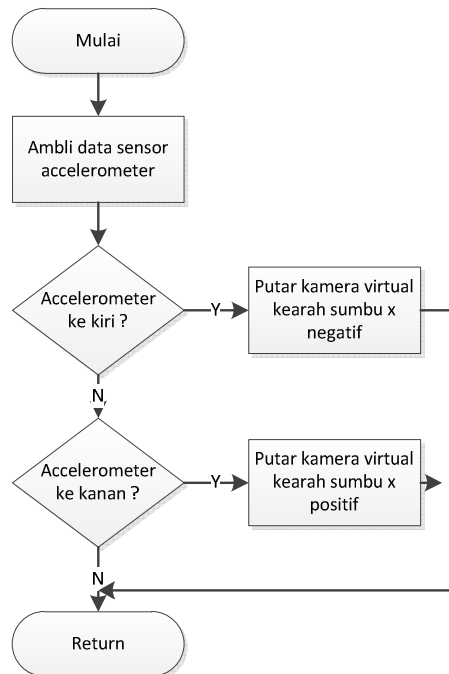 Mulai
Ambli data sensor
accelerometer
Accelerometer
ke kiri ?
Y
Putar kamera virtual
kearah sumbu x
negatif
N
Accelerometer
ke kanan ?
Y
Putar kamera virtual
kearah sumbu x
positif
N
Return